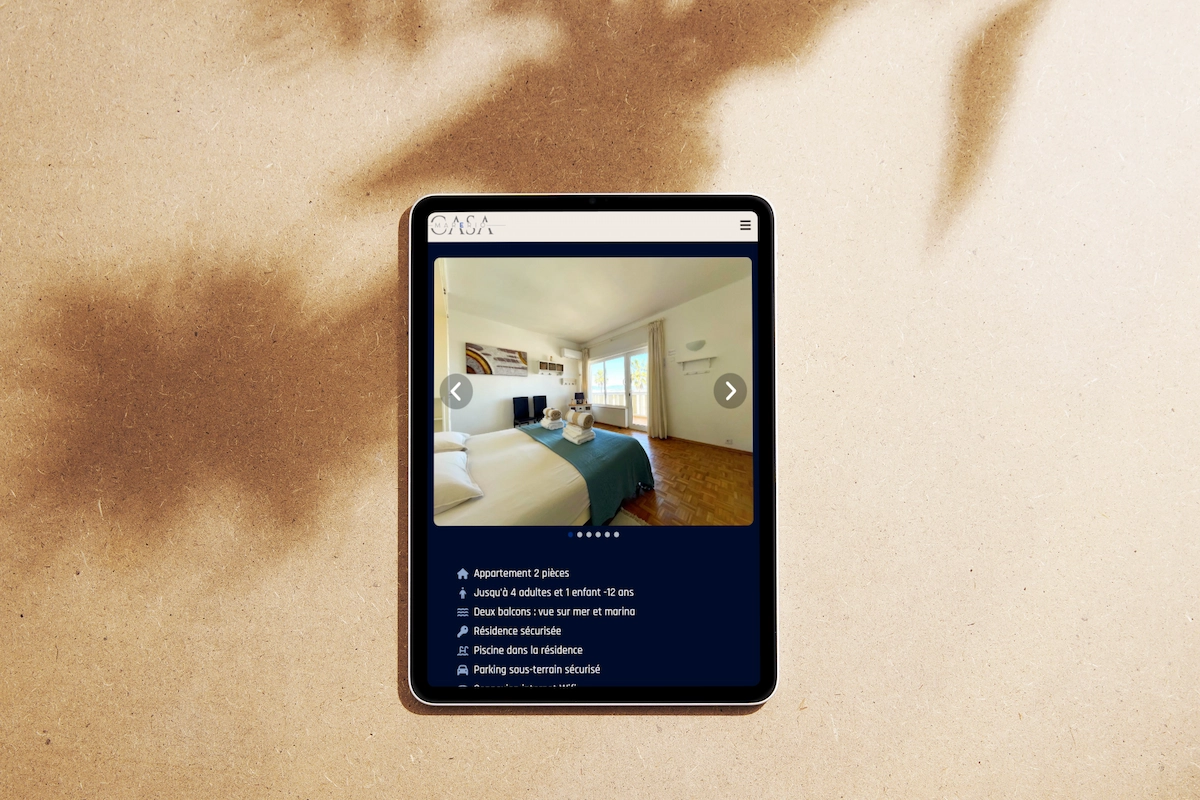 CASA
Appartement 2 pièces
Jusqu'à 4 adultes et 1 enfant -12 ans
Deux balcons : vue sur mer et marina
Résidence sécurisée
Piscine dans la résidence
Parking sous-terrain sécurisé